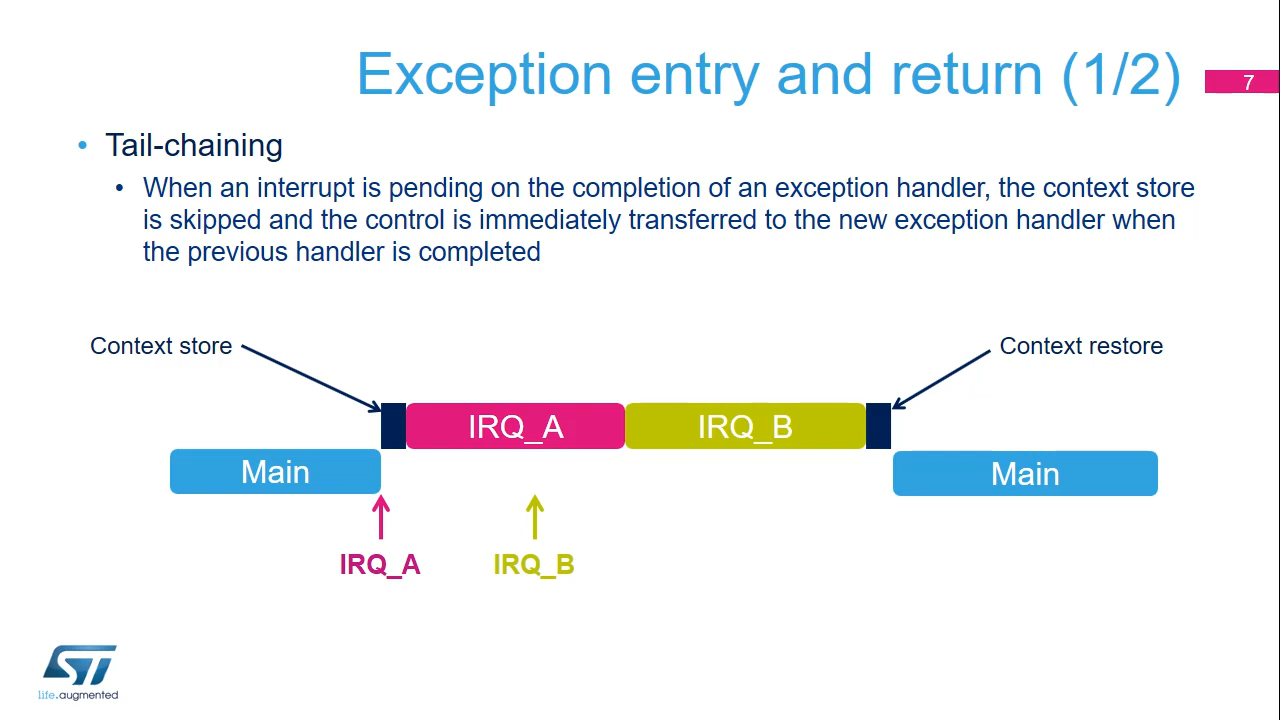 Exception entry and return (1/2)
7
• Tail-chaining
• When an interrupt is pending on the completion of an exception handler, the context store
is skipped and the control is immediately transferred to the new exception handler when
the previous handler is completed
Context store
Context restore
IRQ_A
IRQ_B
Main
Main
IRQ_A
IRQ_B
ST
life.augmented